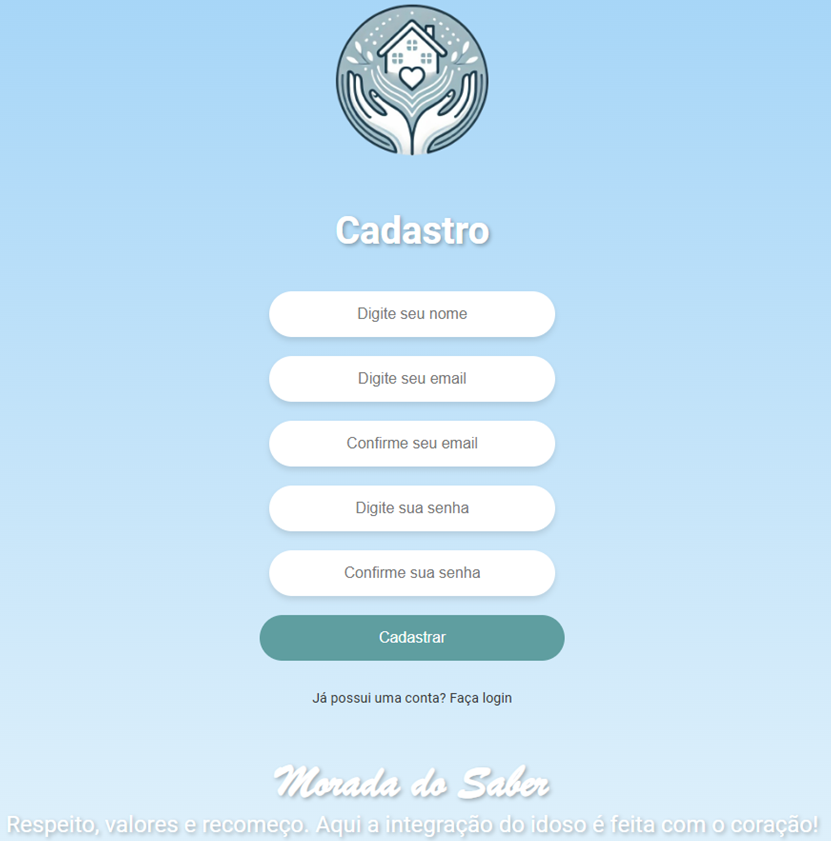 Cadastro
Digite seu nome
Digite seu email
Confirme seu email
Digite sua senha
Confirme sua senha
Cadastrar
Já possui uma conta? Faça login
Morada do Saber
Respeito, valores e recomeço. Aqui a integração do idoso é feita com o coração!